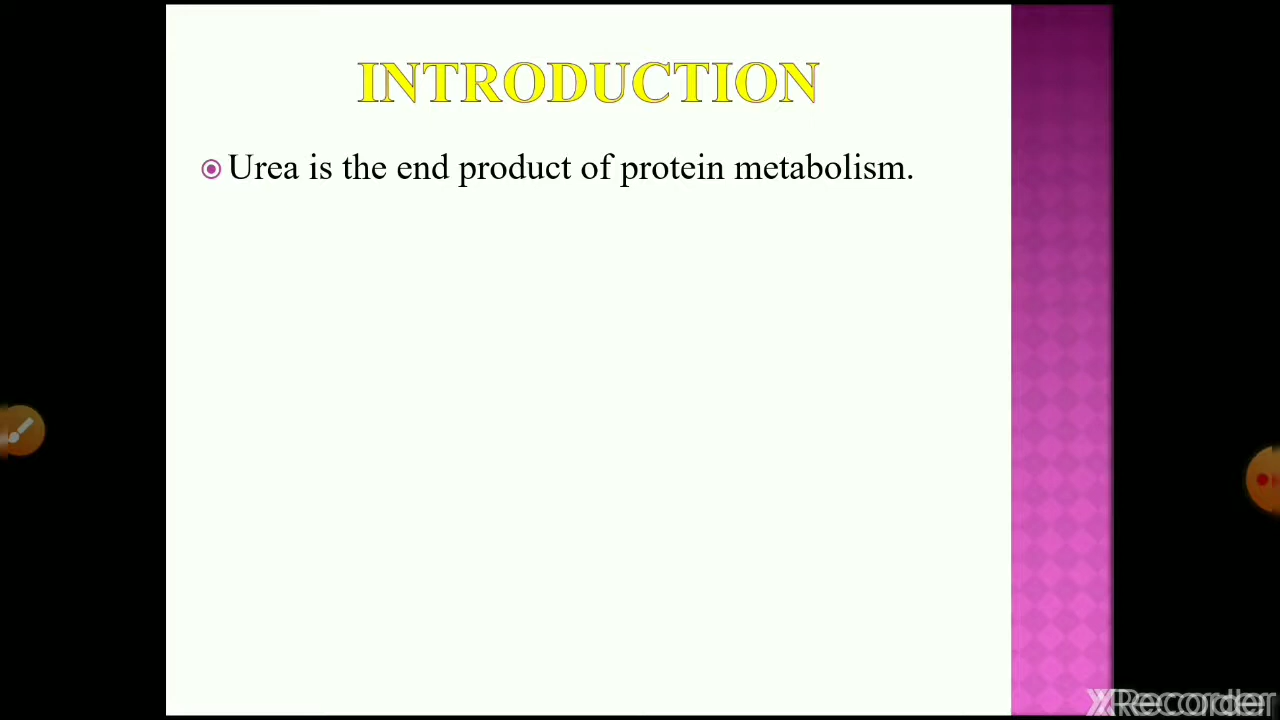 INTRODUCTION
Urea is the end product of protein metabolism.
XRecorder